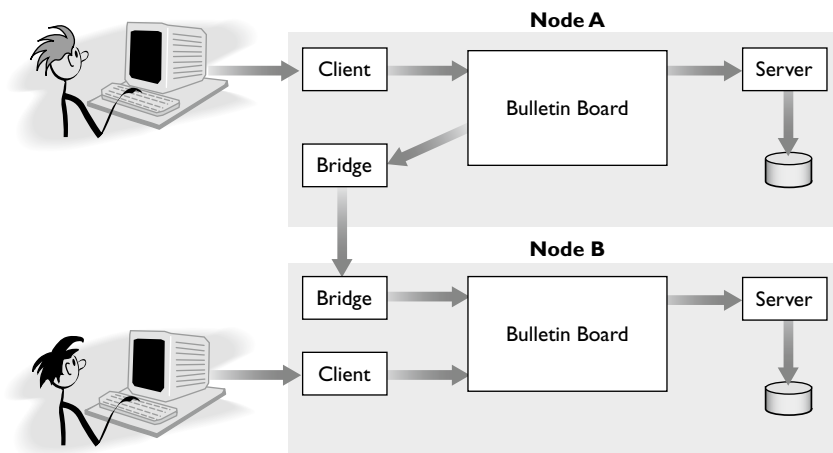 Node A
Client
Bulletin Board
Server
Bridge
Node B
Bridge
Bulletin Board
Server
Client